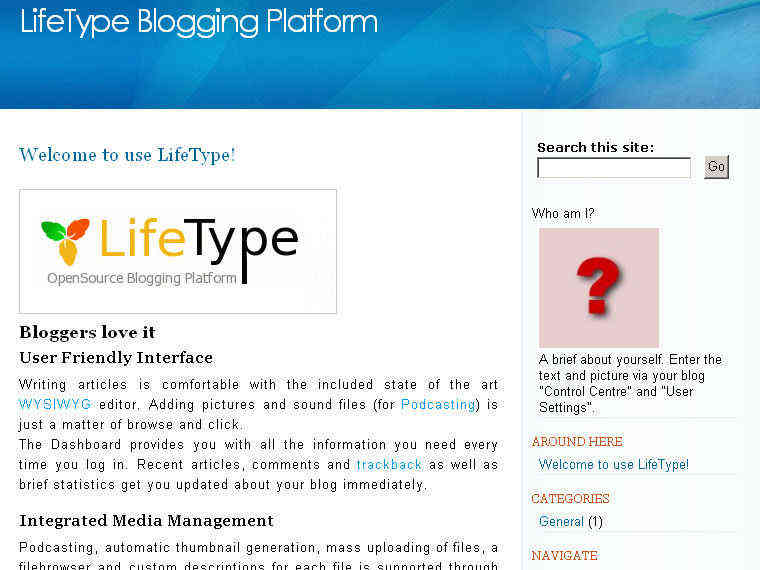 LifeType Blogging Platform
Welcome to use LifeType!
LifeType
OpenSource Blogging Platform
Bloggers love it
User Friendly Interface
Writing articles is comfortable with the included state of the art
WYSIWYG editor. Adding pictures and sound files (for Podcasting) is
just a matter of browse and click.
The Dashboard provides you with all the information you need every
time you log in. Recent articles, comments and trackback as well as
brief statistics get you updated about your blog immediately.
Integrated Media Management
Podcasting, automatic thumbnail generation, mass uploading of files, a
filebrowser and custom descriptions for each file is supported through
Search this site:
Go
Who am I?
?
A brief about yourself. Enter the
text and picture via your blog
"Control Centre" and "User
Settings".
AROUND HERE
Welcome to use LifeType!
CATEGORIES
General (1)
NAVIGATE